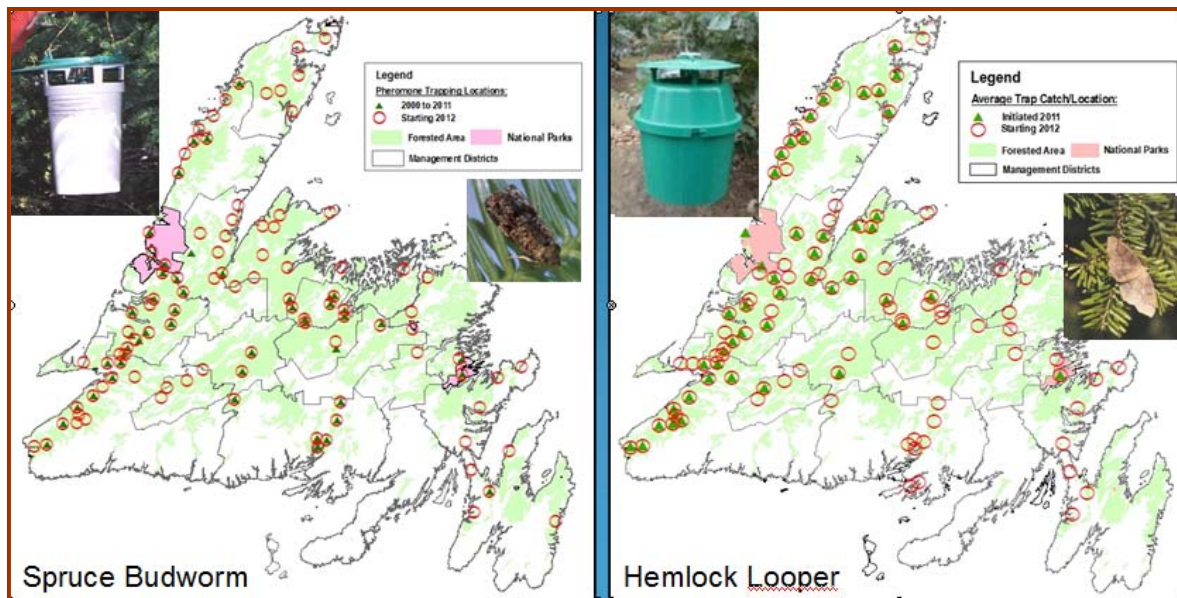 Legend
Pheromone Trapping Locations:
2000 to 2011
Starting 2012
Forested Area National Parks
Management Districts
Spruce Budworm
Legend
Average Trap Catch/Location:
Initiated 2011
Starting 2012
Forested Area National Parks
Management Districts
Hemlock Looper